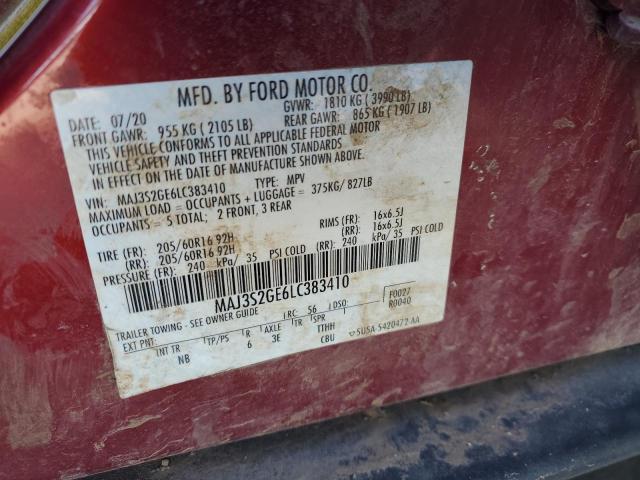 MFD. BY FORD MOTOR CO.
DATE: 07/20 GVWR: 1810 KG ( 3990 LB)
FRONT GAWR: 955 KG ( 2105 LB) REAR GAWR: 865 KG ( 1907 LB)
THIS VEHICLE CONFORMS TO ALL APPLICABLE FEDERAL MOTOR
VEHICLE SAFETY AND THEFT PREVENTION STANDARDS
IN EFFECT ON THE DATE OF MANUFACTURE SHOWN ABOVE.
VIN: MAJ3S2GE6LC383410 TYPE: MPV
MAXIMUM LOAD = OCCUPANTS + LUGGAGE = 375KG/ 827LB
OCCUPANTS = 5 TOTAL; 2 FRONT, 3 REAR
TIRE (FR): 205/60R16 92H RIMS (FR): 16x6.5J
(RR): 205/60R16 92H (RR): 16x6.5J
PRESSURE (FR): 240 kPa/ 35 PSI COLD (RR): 240 kPa/ 35 PSI COLD
MAJ3S2GE6LC383410
TRAILER TOWING - SEE OWNER GUIDE RC: 56 DSO: F0027
R0040
EXT PNT: INT TR TP/PS R AXLE TR SPR
NB 6 3E TTHH
CBU 5U5A-5420472-AA